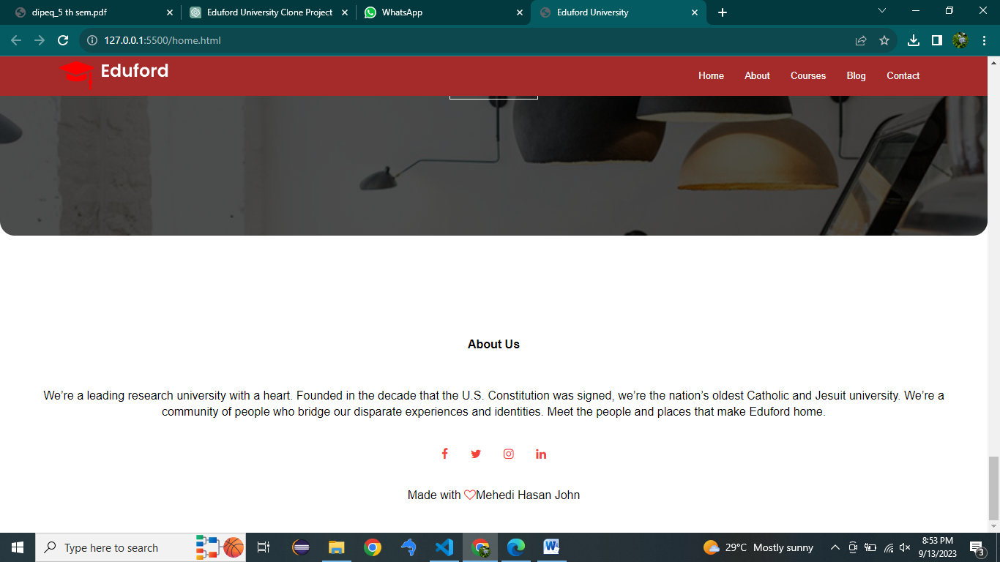 dipeq_5 th sem.pdf
Eduford University Clone Project
WhatsApp
Eduford University
127.0.0.1:5500/home.html
Eduford
Home About Courses Blog Contact
About Us
We’re a leading research university with a heart. Founded in the decade that the U.S. Constitution was signed, we’re the nation’s oldest Catholic and Jesuit university. We’re a
community of people who bridge our disparate experiences and identities. Meet the people and places that make Eduford home.
Made with Mehedi Hasan John
Type here to search
29°C Mostly sunny
8:53 PM
9/13/2023
3